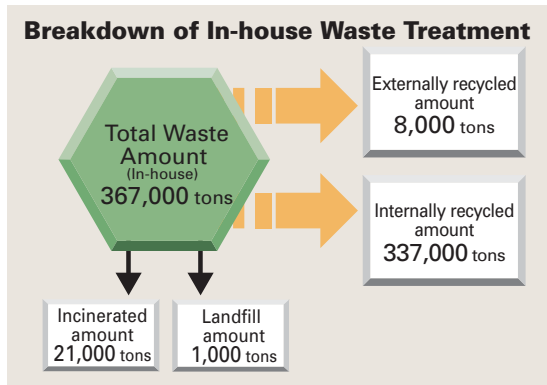 Breakdown of In-house Waste Treatment
Total Waste
Amount
(In-house)
367,000 tons
Externally recycled
amount
8,000 tons
Internally recycled
amount
337,000 tons
Incinerated
amount
21,000 tons
Landfill
amount
1,000 tons